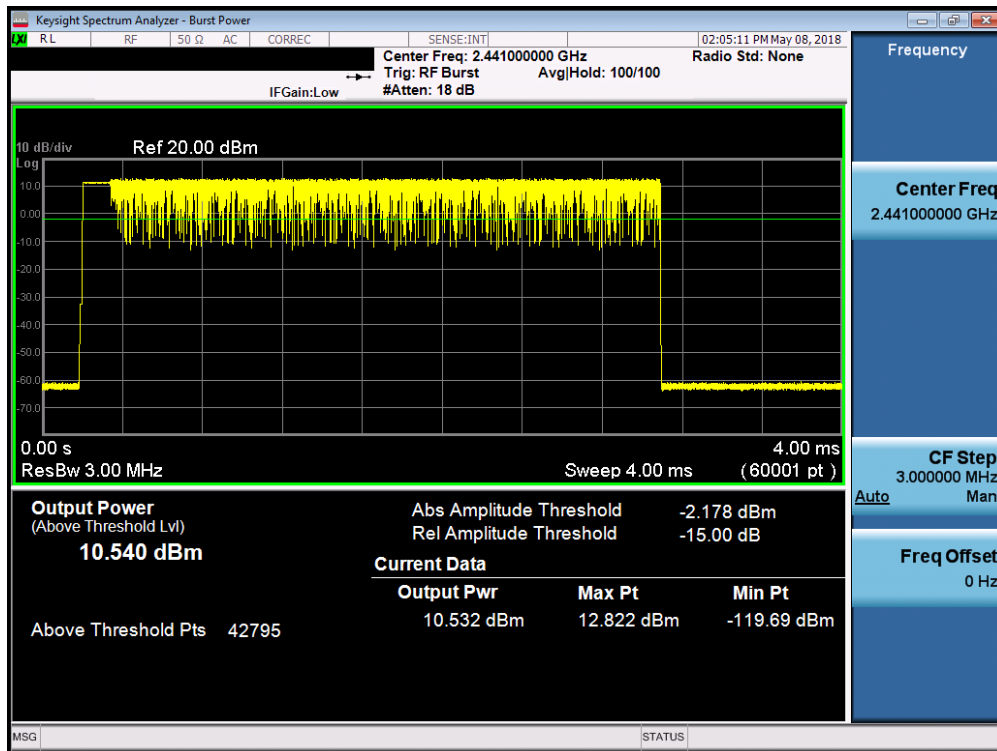 Keysight Spectrum Analyzer - Burst Power
LXI RL RF 50 Ω AC CORREC SENSE:INT 02:05:11 PM May 08, 2018
Center Freq: 2.441000000 GHz Radio Std: None
Trig: RF Burst Avg|Hold: 100/100
IFGain:Low #Atten: 18 dB
Frequency
10 dB/div Ref 20.00 dBm
Log
10.0
0.00
-10.0
-20.0
-30.0
-40.0
-50.0
-60.0
-70.0
0.00 s 4.00 ms
ResBw 3.00 MHz Sweep 4.00 ms (60001 pt)
Center Freq
2.441000000 GHz
CF Step
3.000000 MHz
Auto Man
Freq Offset
0 Hz
Output Power
(Above Threshold Lvl)
10.540 dBm
Above Threshold Pts 42795
Abs Amplitude Threshold -2.178 dBm
Rel Amplitude Threshold -15.00 dB
Current Data
Output Pwr Max Pt Min Pt
10.532 dBm 12.822 dBm -119.69 dBm
MSG STATUS